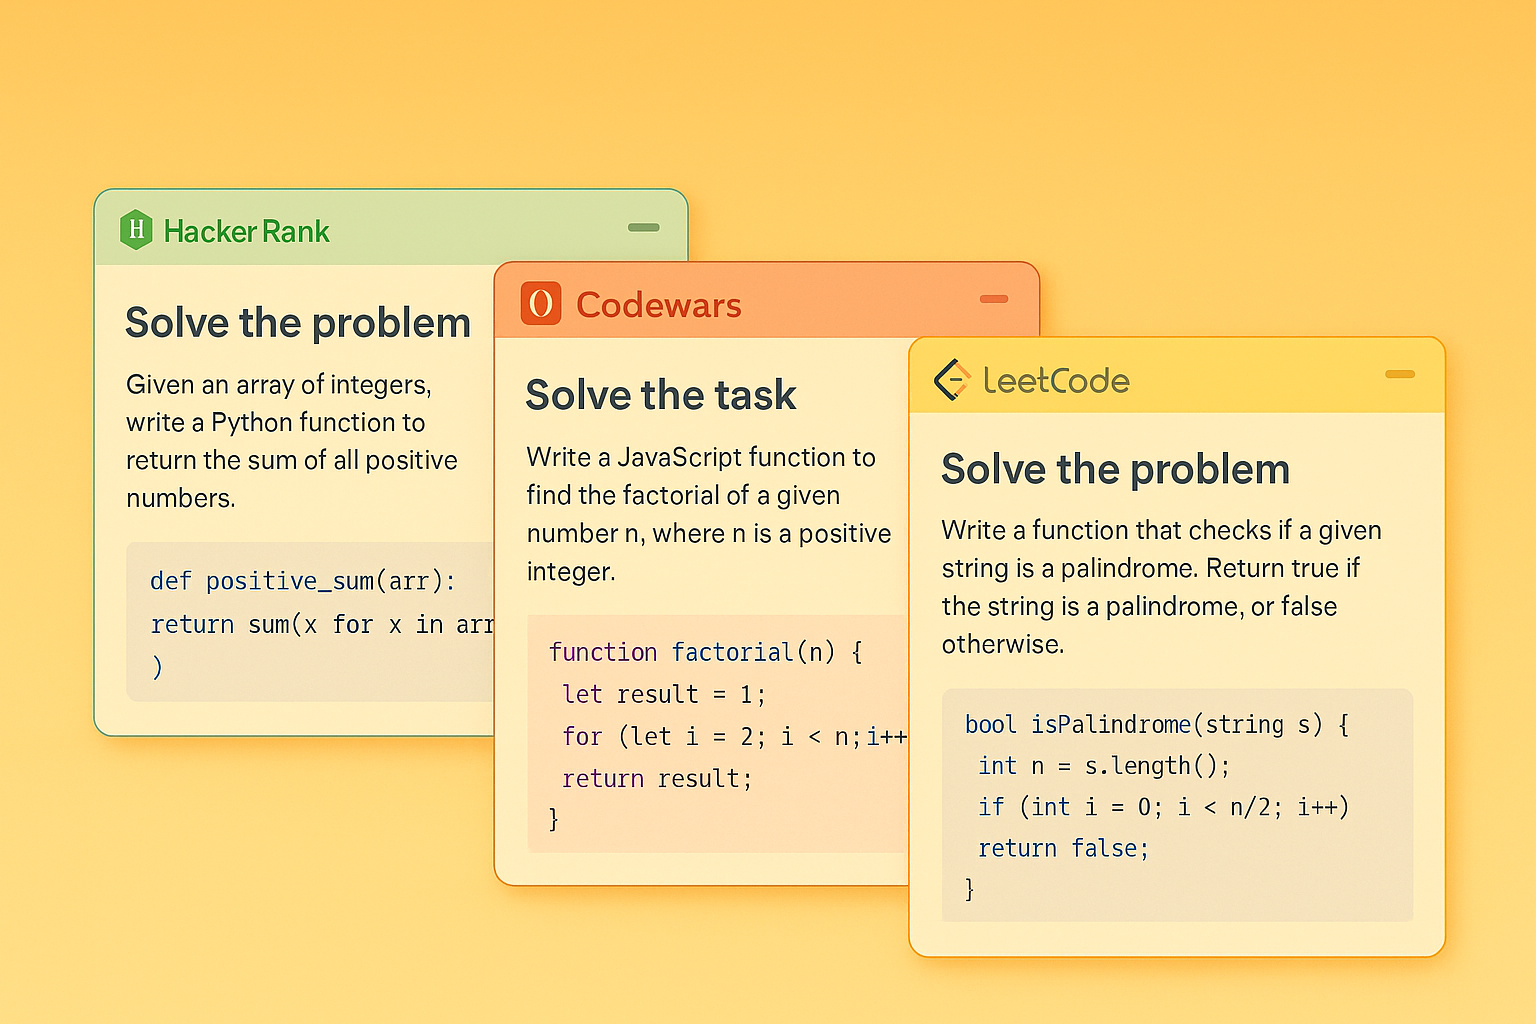 Hacker Rank
Solve the problem
Given an array of integers,
write a Python function to
return the sum of all positive
numbers.
def positive_sum(arr):
return sum(x for x in arr
)
Codewars
Solve the task
Write a JavaScript function to
find the factorial of a given
number n, where n is a positive
integer.
function factorial(n) {
 let result = 1;
 for (let i = 2; i < n;i++
 return result;
}
LeetCode
Solve the problem
Write a function that checks if a given
string is a palindrome. Return true if
the string is a palindrome, or false
otherwise.
bool isPalindrome(string s) {
 int n = s.length();
 if (int i = 0; i < n/2; i++)
 return false;
}